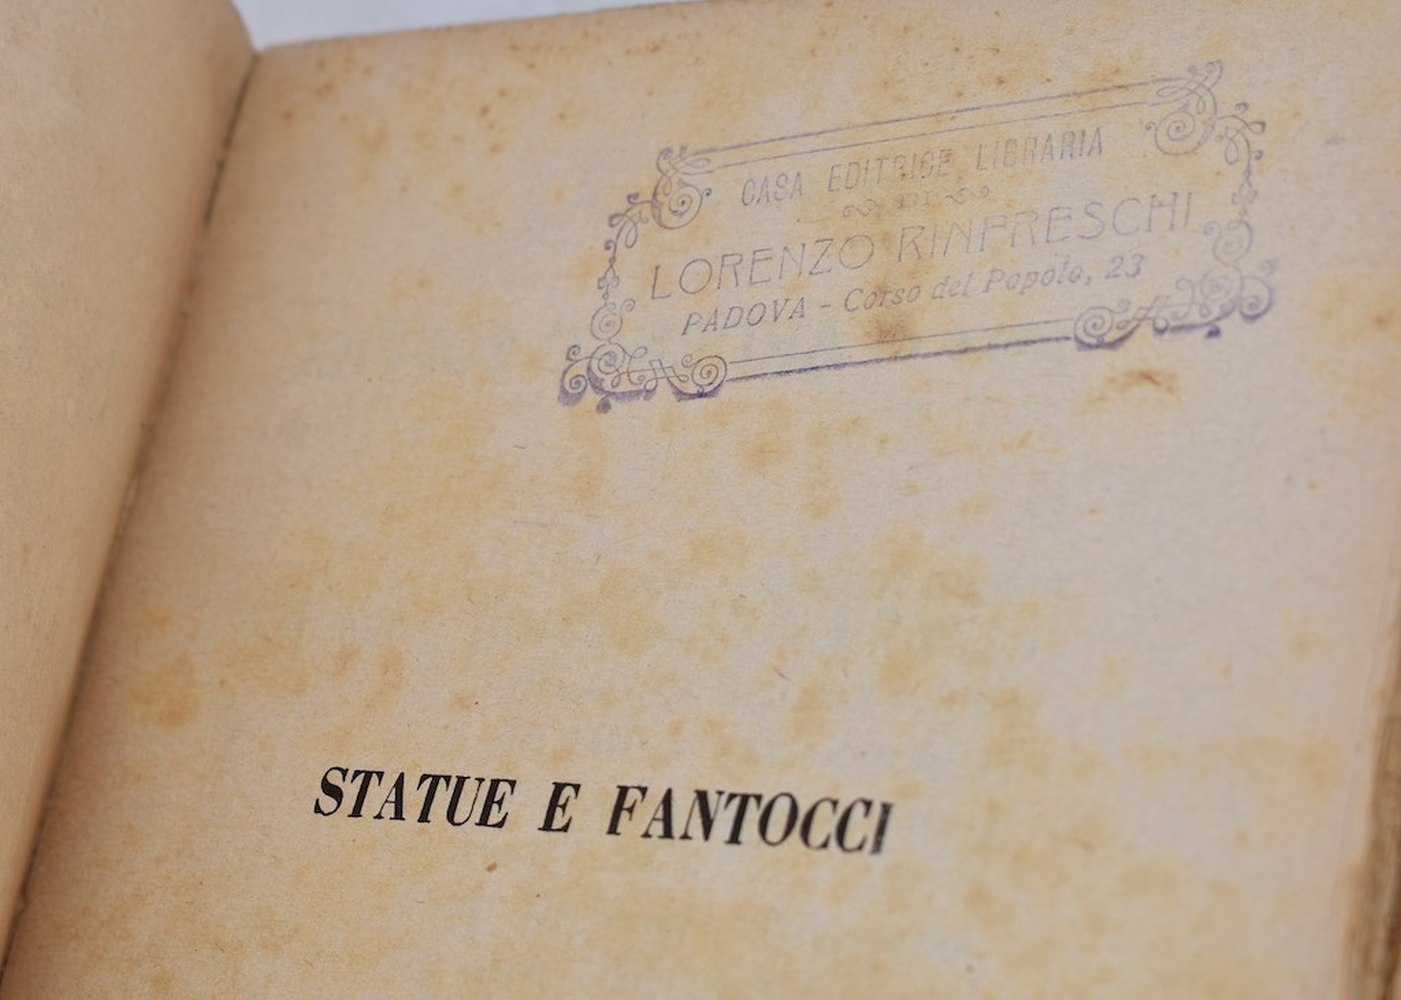 CASA EDITRICE LIBRARIA
DI
LORENZO RINFRESCHI
PADOVA - Corso del Popolo, 23
STATUE E FANTOCCI